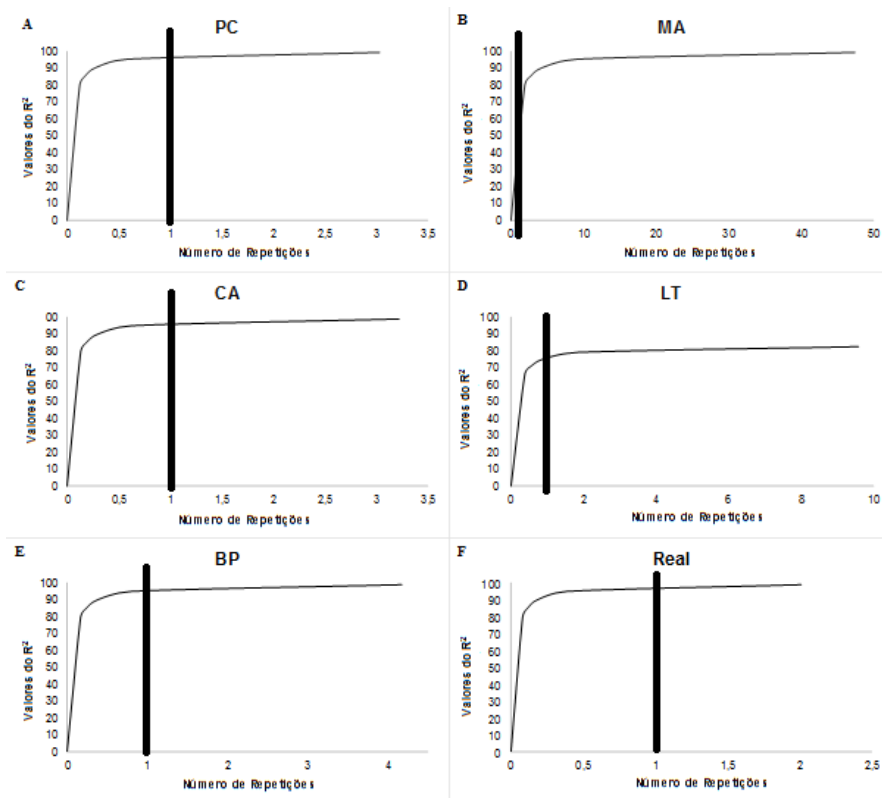 A
PC
Valores do R²
100
90
80
70
60
50
40
30
20
10
0
0 0,5 1 1,5 2 2,5 3 3,5
Número de Repetições
B
MA
Valores do R²
100
90
80
70
60
50
40
30
20
10
0
0 10 20 30 40 50
Número de Repetições
C
CA
Valores do R²
00
90
80
70
60
50
40
30
20
10
0
0 0,5 1 1,5 2 2,5 3 3,5
Número de Repetições
D
LT
Valores do R²
100
90
80
70
60
50
40
30
20
10
0
0 2 4 6 8 10
Número de Repetições
E
BP
Valores do R²
100
90
80
70
60
50
40
30
20
10
0
0 1 2 3 4
Número de Repetições
F
Real
Valores do R²
100
90
80
70
60
50
40
30
20
10
0
0 0,5 1 1,5 2 2,5
Número de Repetições